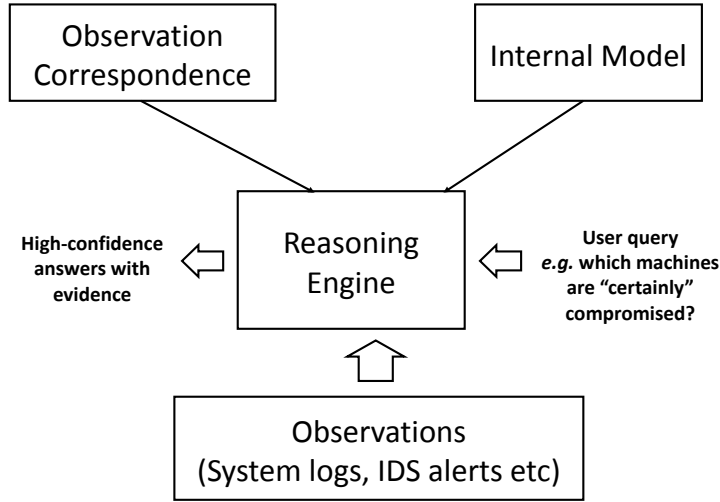 Observation
Correspondence
Internal Model
Reasoning
Engine
High-confidence
answers with
evidence
User query
e.g. which machines
are “certainly”
compromised?
Observations
(System logs, IDS alerts etc)